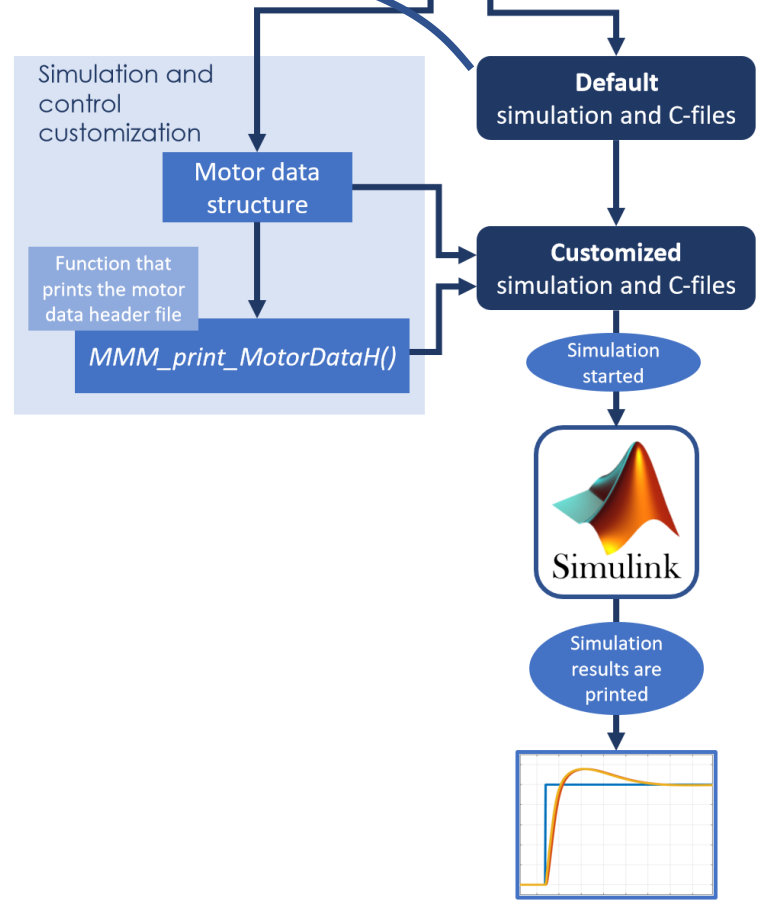 Simulation and
control
customization
Default
simulation and C-files
Motor data
structure
Customized
simulation and C-files
Function that
prints the motor
data header file
MMM_print_MotorDataH()
Simulation
started
Simulink
Simulation
results are
printed